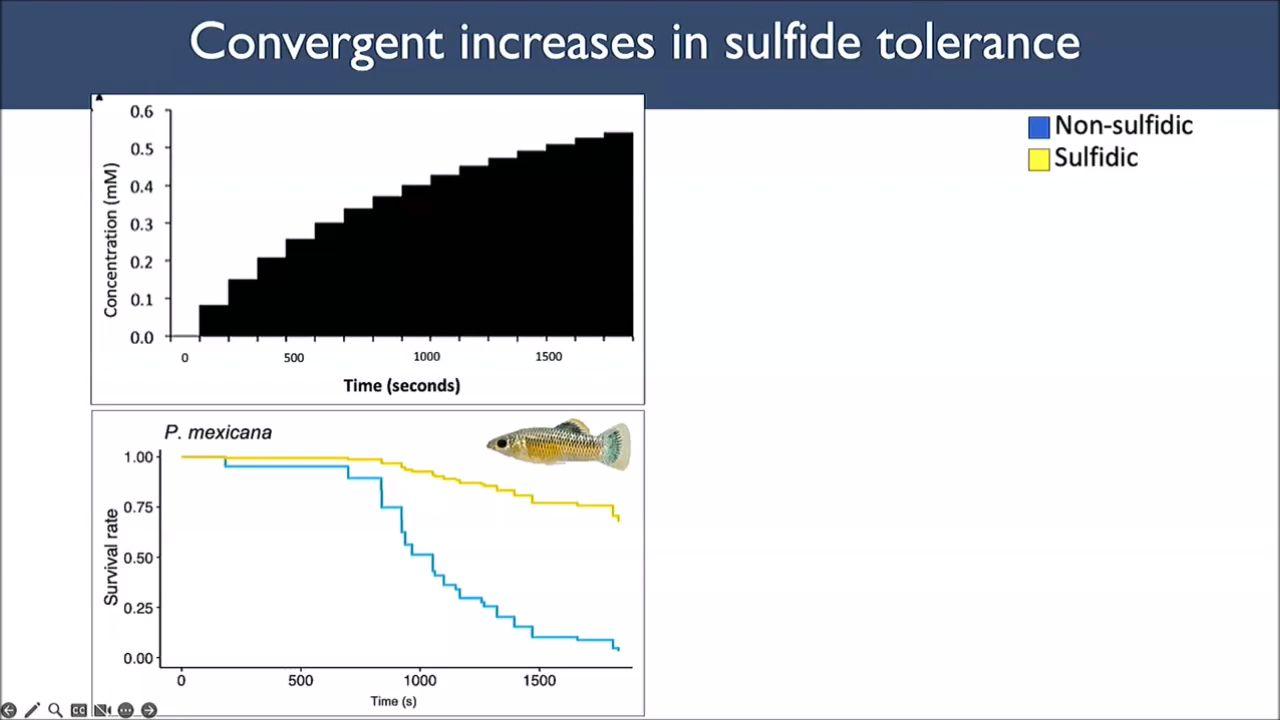 Convergent increases in sulfide tolerance
Non-sulfidic
Sulfidic
Concentration (mM)
0.6
0.5
0.4
0.3
0.2
0.1
0.0
0 500 1000 1500
Time (seconds)
P. mexicana
Survival rate
1.00
0.75
0.50
0.25
0.00
0 500 1000 1500
Time (s)
CC